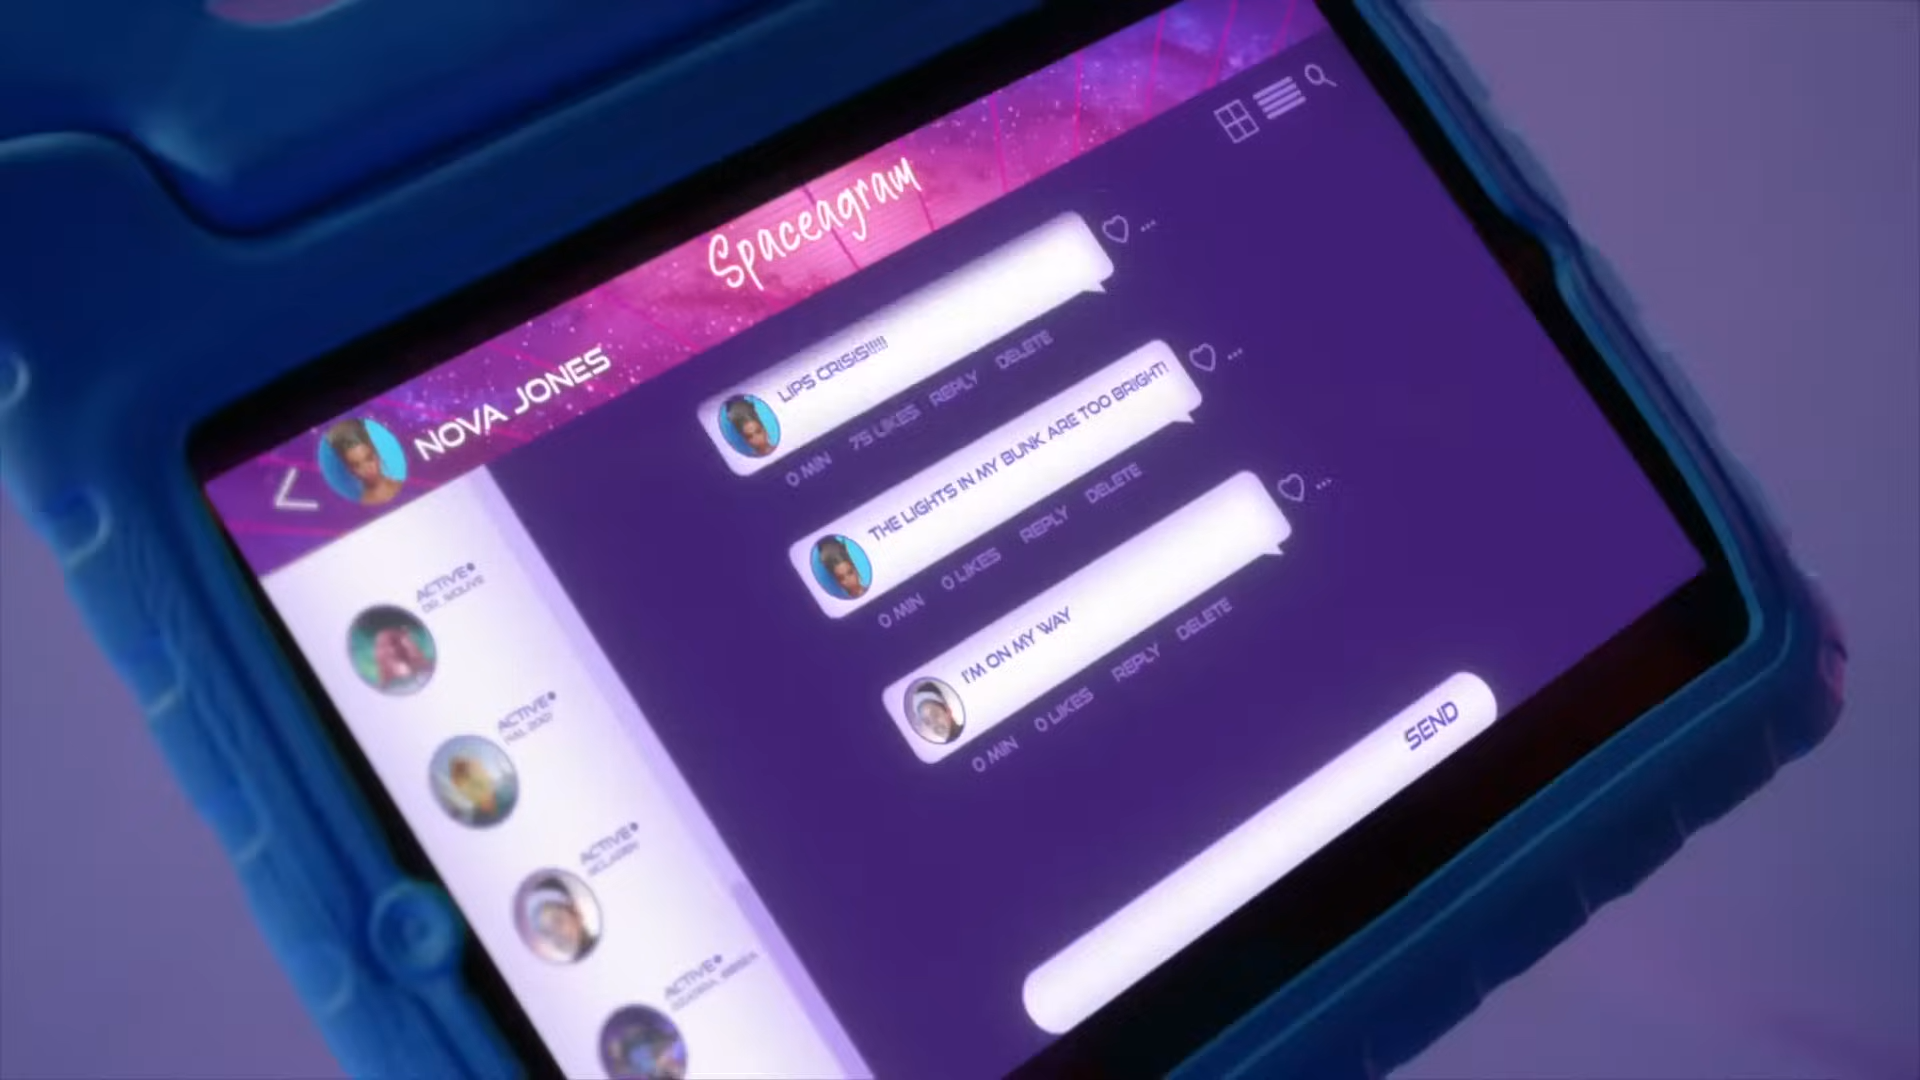 Spaceagram
NOVA JONES
LIPS CRISIS!!!!!
0 MIN 75 LIKES REPLY DELETE
THE LIGHTS IN MY BUNK ARE TOO BRIGHT!
0 MIN 0 LIKES REPLY DELETE
I'M ON MY WAY
0 MIN 0 LIKES REPLY DELETE
SEND
ACTIVE
ACTIVE
HAL 2001
ACTIVE
ACTIVE